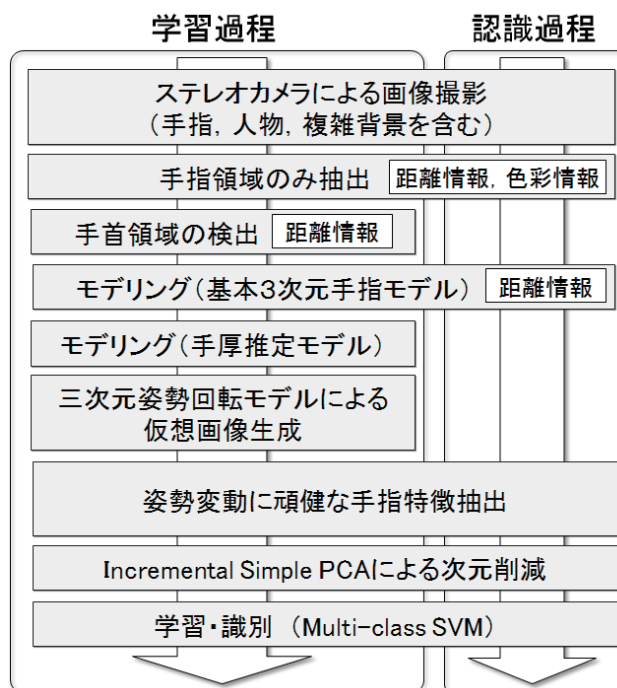 学習過程
認識過程
ステレオカメラによる画像撮影
（手指，人物，複雑背景を含む）
手指領域のみ抽出
距離情報，色彩情報
手首領域の検出
距離情報
モデリング（基本３次元手指モデル）
距離情報
モデリング（手厚推定モデル）
三次元姿勢回転モデルによる
仮想画像生成
姿勢変動に頑健な手指特徴抽出
Incremental Simple PCAによる次元削減
学習・識別 （Multi-class SVM）